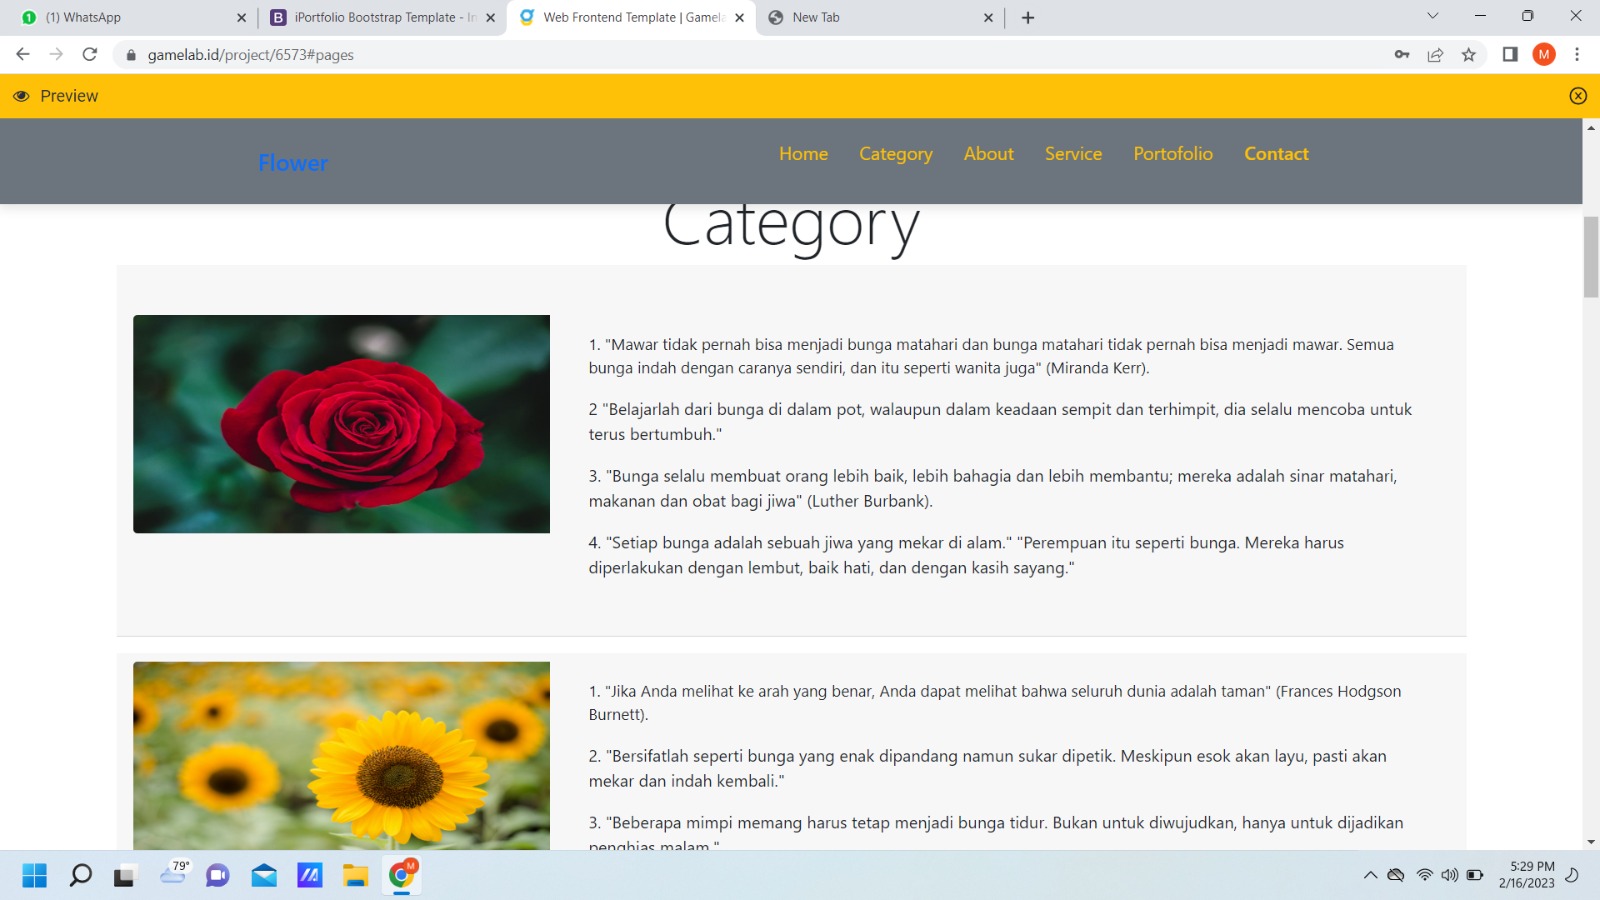 (1) WhatsApp
iPortfolio Bootstrap Template - In
Web Frontend Template | Gamela
New Tab
gamelab.id/project/6573#pages
M
Preview
Flower
Home Category About Service Portofolio Contact
Category
1. "Mawar tidak pernah bisa menjadi bunga matahari dan bunga matahari tidak pernah bisa menjadi mawar. Semua
bunga indah dengan caranya sendiri, dan itu seperti wanita juga" (Miranda Kerr).
2 "Belajarlah dari bunga di dalam pot, walaupun dalam keadaan sempit dan terhimpit, dia selalu mencoba untuk
terus bertumbuh."
3. "Bunga selalu membuat orang lebih baik, lebih bahagia dan lebih membantu; mereka adalah sinar matahari,
makanan dan obat bagi jiwa" (Luther Burbank).
4. "Setiap bunga adalah sebuah jiwa yang mekar di alam." "Perempuan itu seperti bunga. Mereka harus
diperlakukan dengan lembut, baik hati, dan dengan kasih sayang."
1. "Jika Anda melihat ke arah yang benar, Anda dapat melihat bahwa seluruh dunia adalah taman" (Frances Hodgson
Burnett).
2. "Bersifatlah seperti bunga yang enak dipandang namun sukar dipetik. Meskipun esok akan layu, pasti akan
mekar dan indah kembali."
3. "Beberapa mimpi memang harus tetap menjadi bunga tidur. Bukan untuk diwujudkan, hanya untuk dijadikan
penghias malam."
79°
M
5:29 PM
2/16/2023